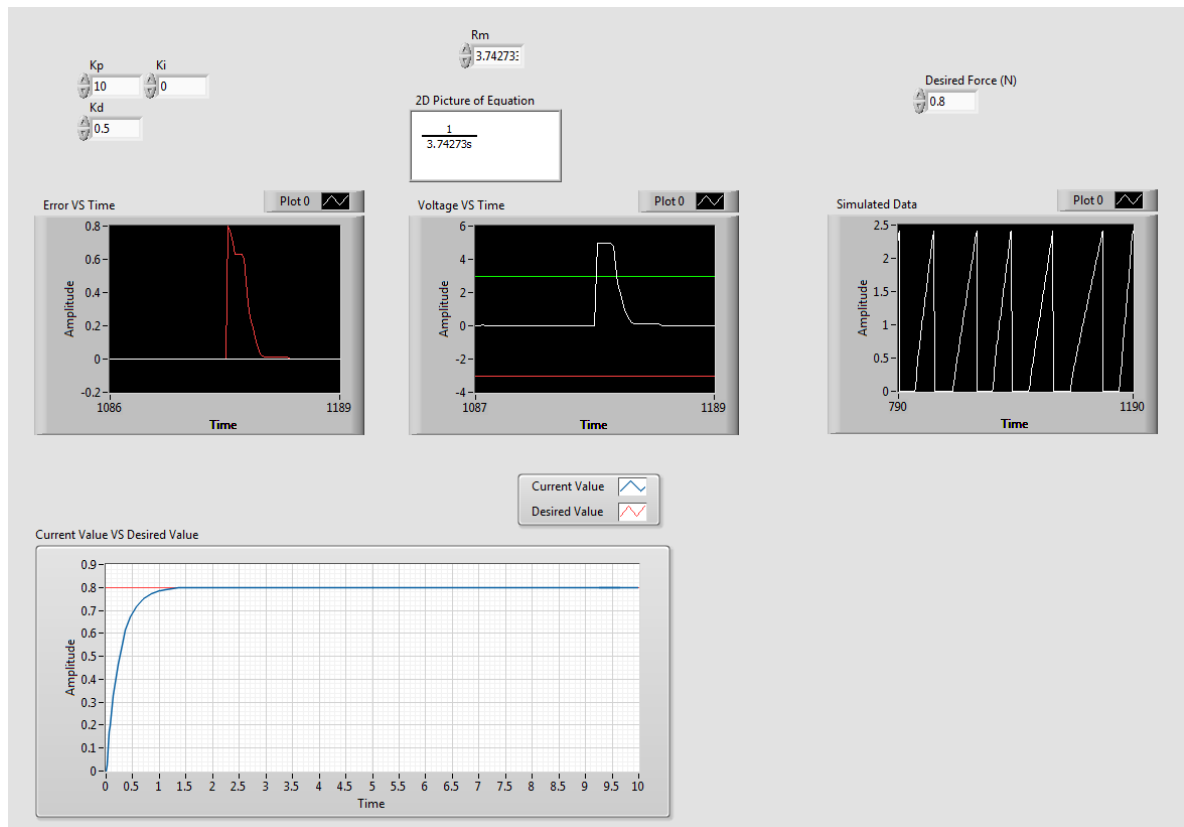 Rm
3.74273:
Kp
Ki
10
0
Kd
0.5
Desired Force (N)
0.8
2D Picture of Equation
1
3.74273s
Error VS Time
Plot 0
0.8
0.6
0.4
0.2
0
-0.2
Amplitude
1086
1189
Time
Voltage VS Time
Plot 0
6
4
2
0
-2
-4
Amplitude
1087
1189
Time
Simulated Data
Plot 0
2.5
2
1.5
1
0.5
0
Amplitude
790
1190
Time
Current Value
Desired Value
Current Value VS Desired Value
0.9
0.8
0.7
0.6
0.5
0.4
0.3
0.2
0.1
0
Amplitude
0 0.5 1 1.5 2 2.5 3 3.5 4 4.5 5 5.5 6 6.5 7 7.5 8 8.5 9 9.5 10
Time